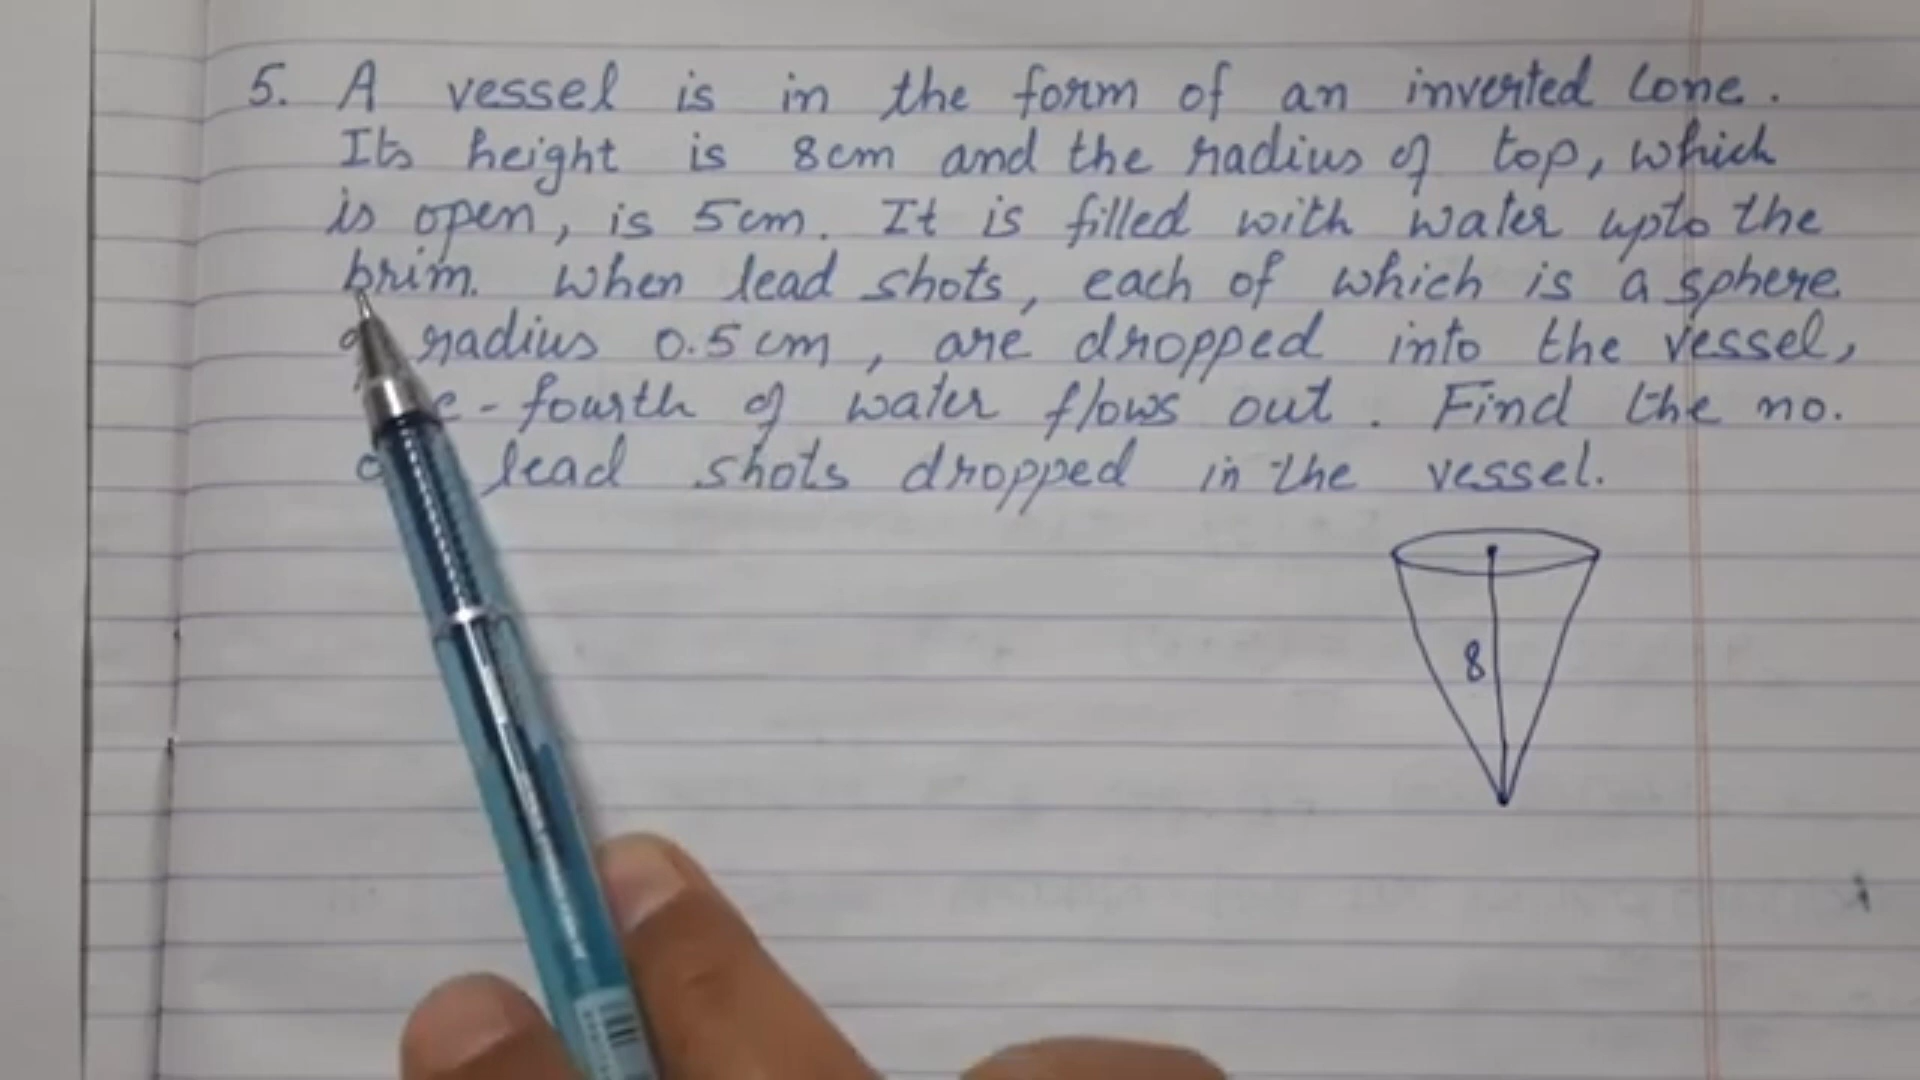 5. A vessel is in the form of an inverted cone.
Its height is 8cm and the radius of top, which
is open, is 5cm. It is filled with water upto the
brim. When lead shots, each of which is a sphere
radius 0.5cm, are dropped into the vessel,
fourth of water flows out. Find the no.
lead shots dropped in the vessel.
8